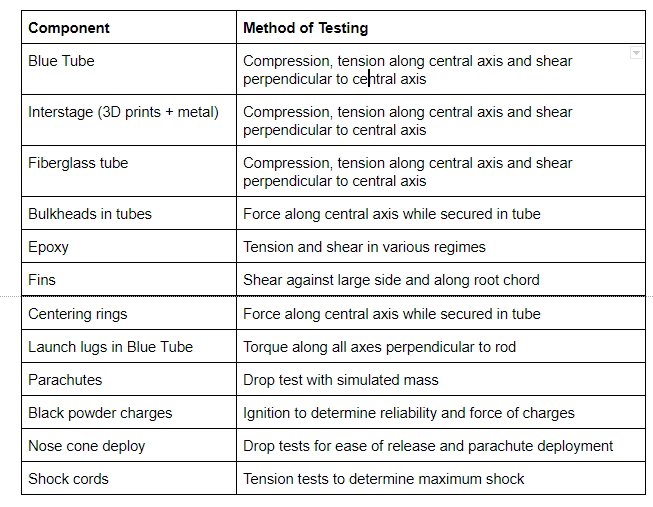 Component Method of Testing
Blue Tube Compression, tension along central axis and shear
perpendicular to central axis
Interstage (3D prints + metal) Compression, tension along central axis and shear
perpendicular to central axis
Fiberglass tube Compression, tension along central axis and shear
perpendicular to central axis
Bulkheads in tubes Force along central axis while secured in tube
Epoxy Tension and shear in various regimes
Fins Shear against large side and along root chord
Centering rings Force along central axis while secured in tube
Launch lugs in Blue Tube Torque along all axes perpendicular to rod
Parachutes Drop test with simulated mass
Black powder charges Ignition to determine reliability and force of charges
Nose cone deploy Drop tests for ease of release and parachute deployment
Shock cords Tension tests to determine maximum shock